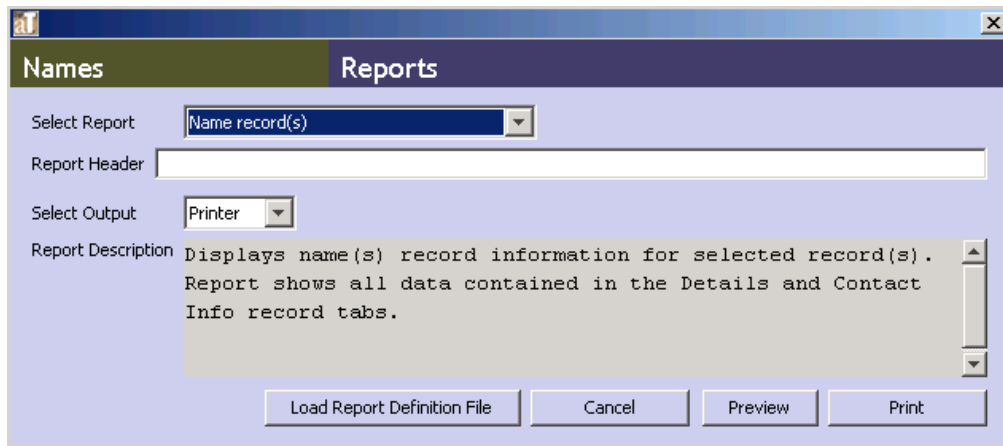 aT
Names Reports
Select Report Name record(s)
Report Header
Select Output Printer
Report Description Displays name(s) record information for selected record(s).
Report shows all data contained in the Details and Contact
Info record tabs.
Load Report Definition File Cancel Preview Print